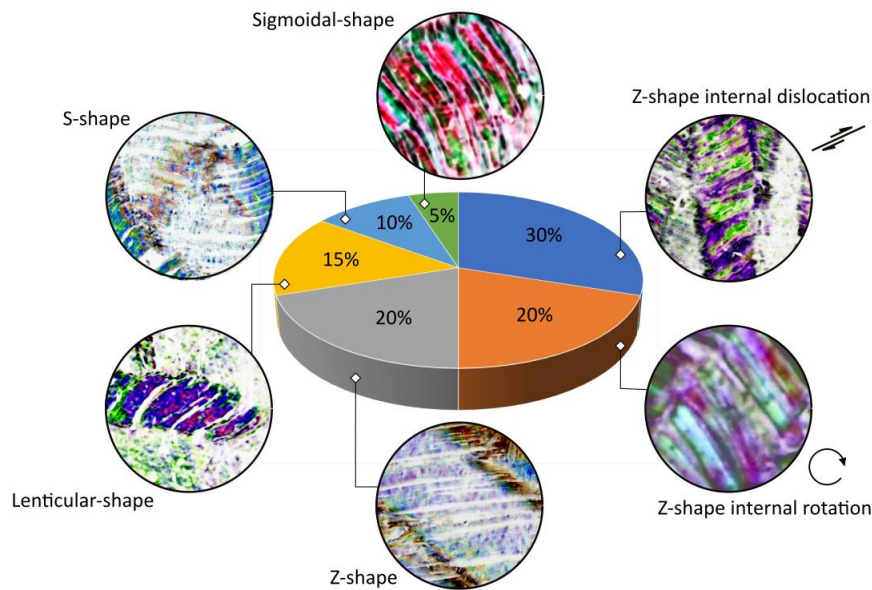 Sigmoidal-shape
Z-shape internal dislocation
S-shape
5%
10%
30%
15%
20%
20%
Lenticular-shape
Z-shape internal rotation
Z-shape